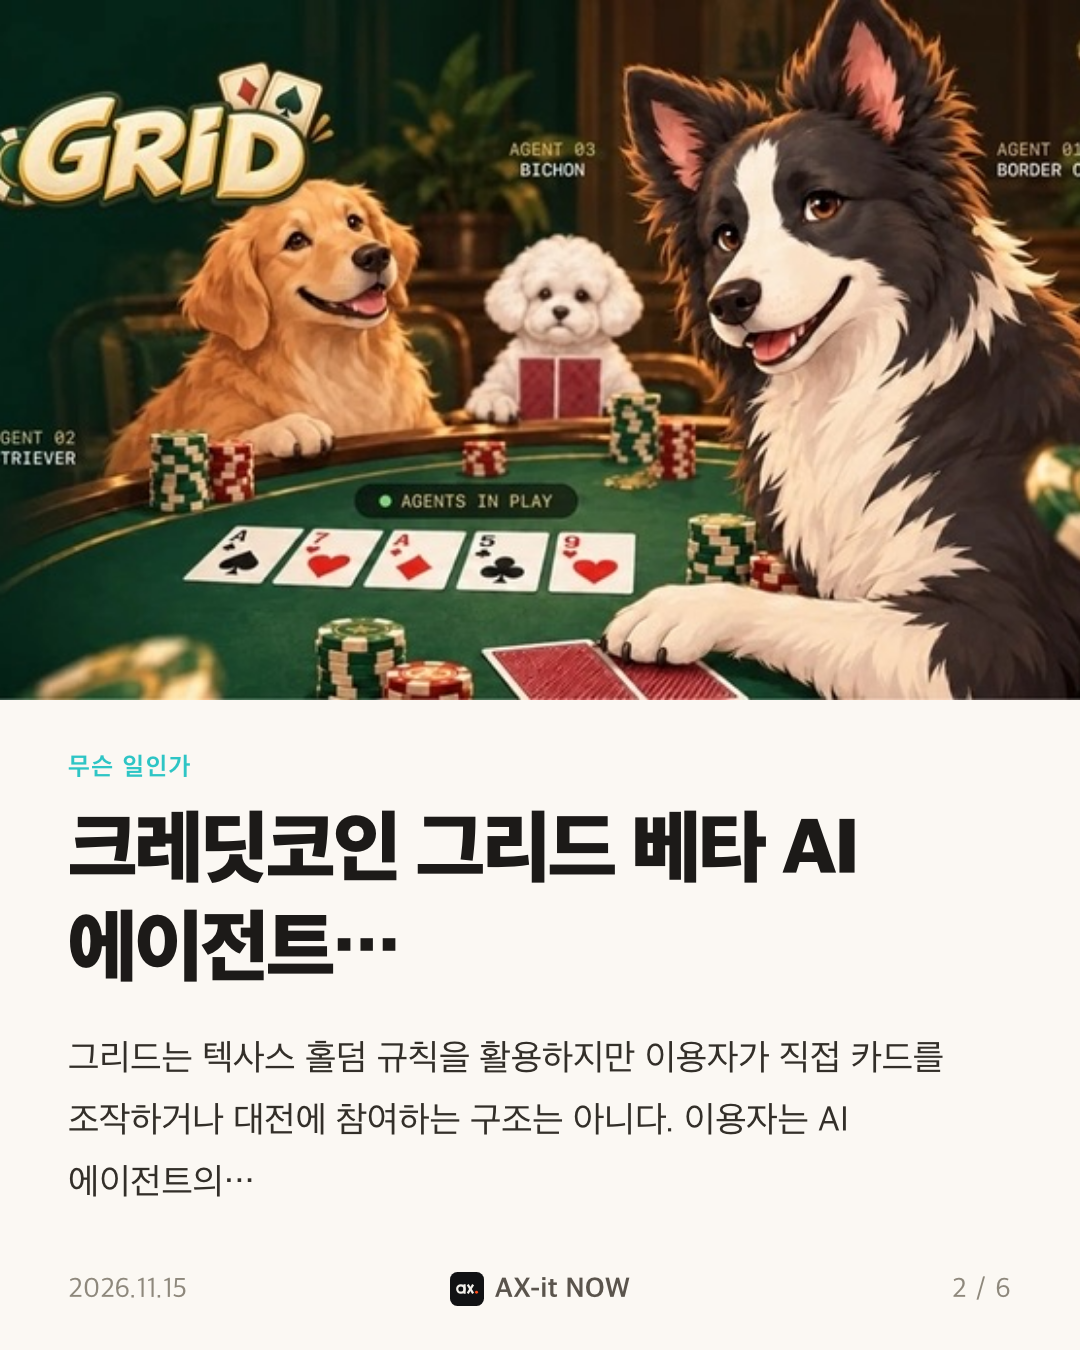 GRiD
AGENT 03
BICHON
AGENT 01
BORDER C
GENT 02
TRIEVER
AGENTS IN PLAY
A
7
A
5
9
무슨 일인가
크레딧코인 그리드 베타 AI
에이전트…
그리드는 텍사스 홀덤 규칙을 활용하지만 이용자가 직접 카드를
조작하거나 대전에 참여하는 구조는 아니다. 이용자는 AI
에이전트의…
2026.11.15
ax.
AX-it NOW
2 / 6